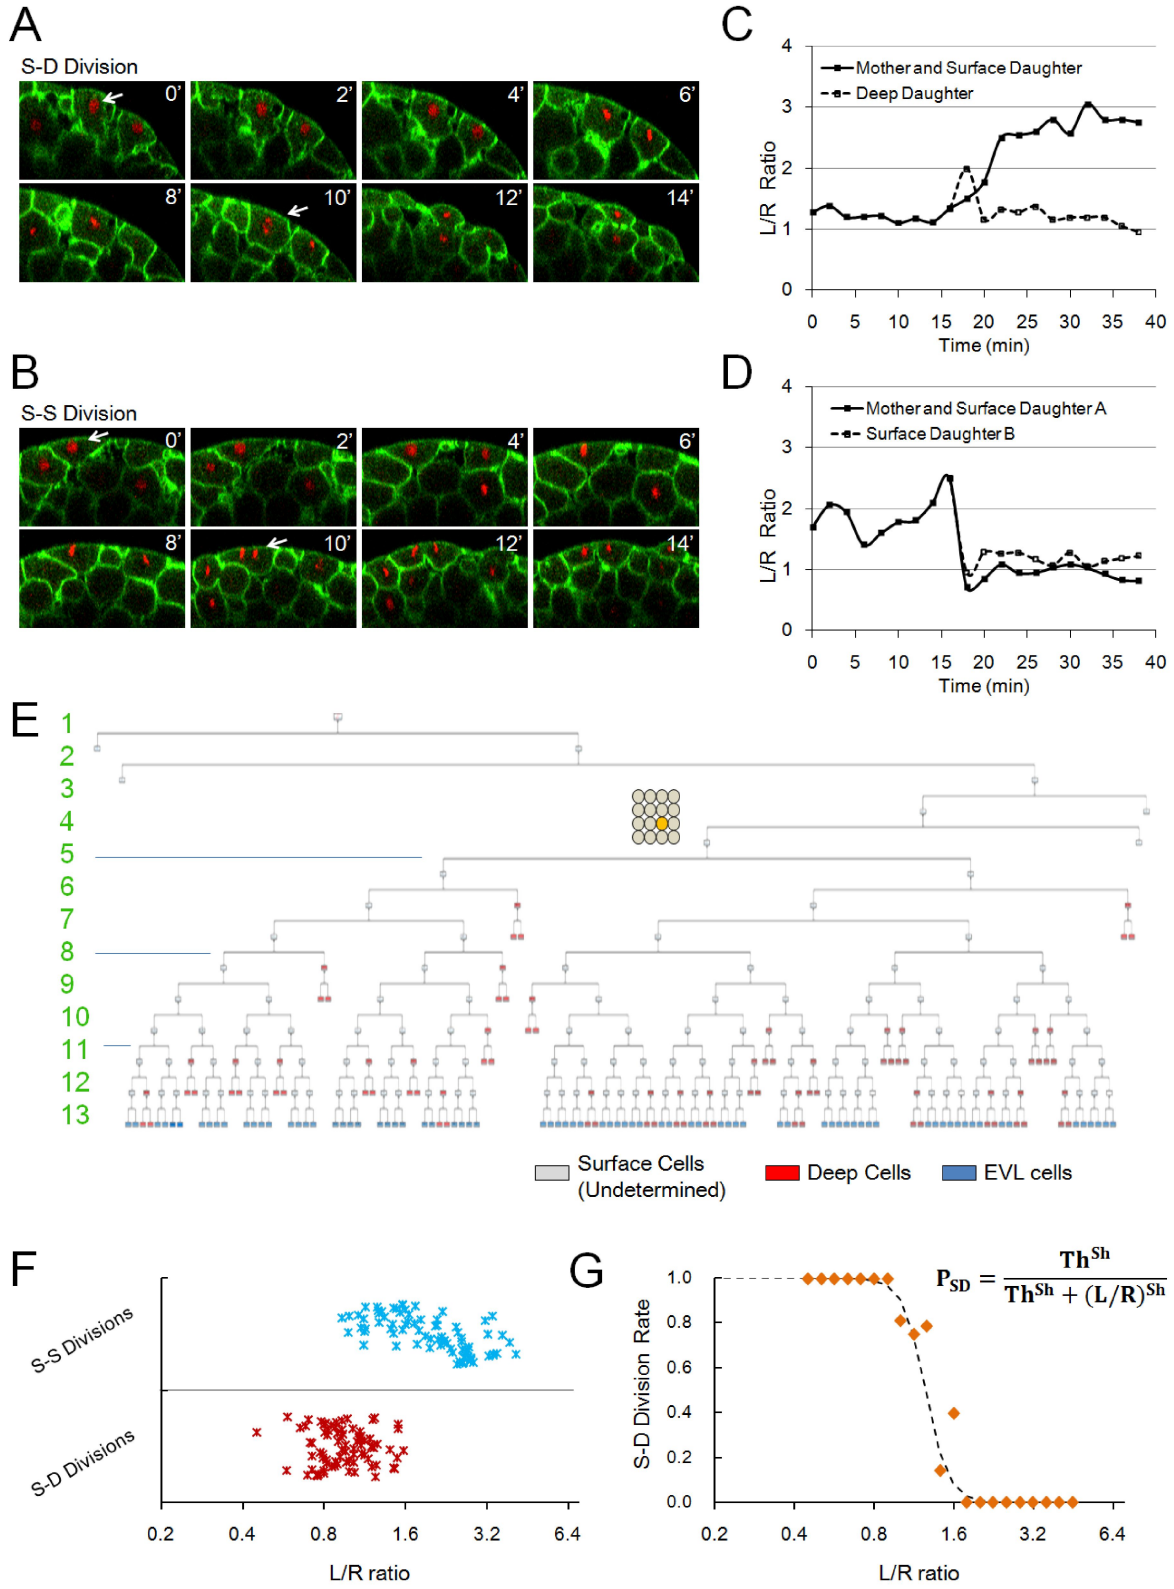 A
S-D Division
0’
2’
4’
6’
8’
10’
12’
14’
B
S-S Division
0’
2’
4’
6’
8’
10’
12’
14’
C
4
3
2
1
0
L/R Ratio
Mother and Surface Daughter
Deep Daughter
0 5 10 15 20 25 30 35 40
Time (min)
D
4
3
2
1
0
L/R Ratio
Mother and Surface Daughter A
Surface Daughter B
0 5 10 15 20 25 30 35 40
Time (min)
E
1
2
3
4
5
6
7
8
9
10
11
12
13
Surface Cells
(Undetermined)
Deep Cells
EVL cells
F
S-S Divisions
S-D Divisions
0.2 0.4 0.8 1.6 3.2 6.4
L/R ratio
G
S-D Division Rate
1.0
0.8
0.6
0.4
0.2
0.0
P_SD = Th^Sh / (Th^Sh + (L/R)^Sh)
0.2 0.4 0.8 1.6 3.2 6.4
L/R ratio